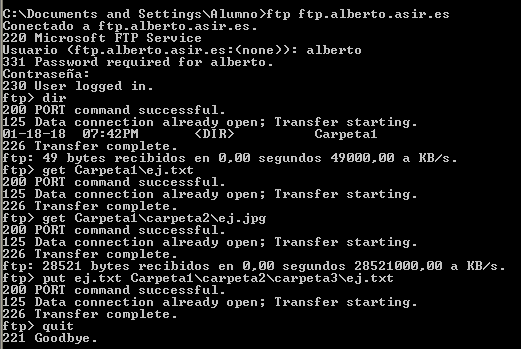 C:\Documents and Settings\Alumno>ftp ftp.alberto.asir.es
Conectado a ftp.alberto.asir.es.
220 Microsoft FTP Service
Usuario (ftp.alberto.asir.es:(none)): alberto
331 Password required for alberto.
Contraseña:
230 User logged in.
ftp> dir
200 PORT command successful.
125 Data connection already open; Transfer starting.
01-18-18  07:42PM       <DIR>          Carpeta1
226 Transfer complete.
ftp: 49 bytes recibidos en 0,00 segundos 49000,00 a KB/s.
ftp> get Carpeta1\ej.txt
200 PORT command successful.
125 Data connection already open; Transfer starting.
226 Transfer complete.
ftp> get Carpeta1\carpeta2\ej.jpg
200 PORT command successful.
125 Data connection already open; Transfer starting.
226 Transfer complete.
ftp: 28521 bytes recibidos en 0,00 segundos 28521000,00 a KB/s.
ftp> put ej.txt Carpeta1\carpeta2\carpeta3\ej.txt
200 PORT command successful.
125 Data connection already open; Transfer starting.
226 Transfer complete.
ftp> quit
221 Goodbye.